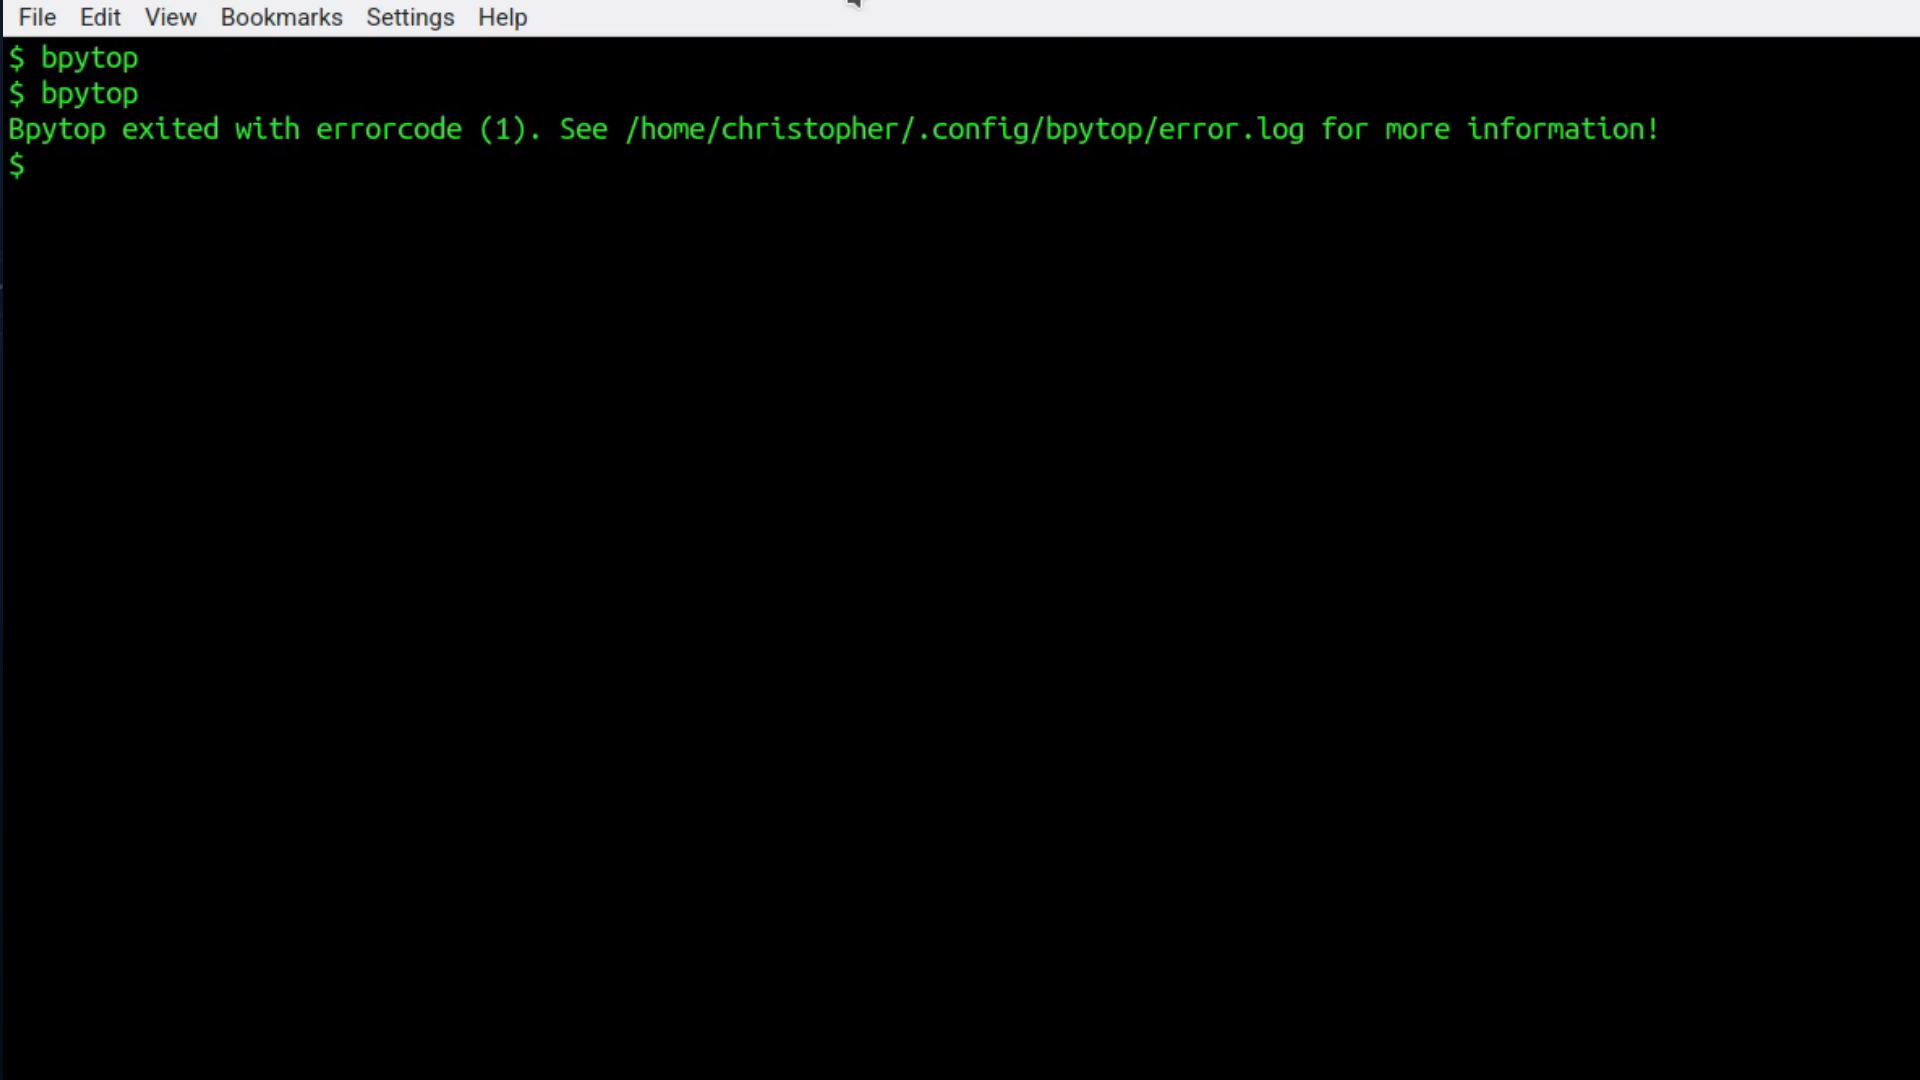 File Edit View Bookmarks Settings Help
$ bpytop
$ bpytop
Bpytop exited with errorcode (1). See /home/christopher/.config/bpytop/error.log for more information!
$